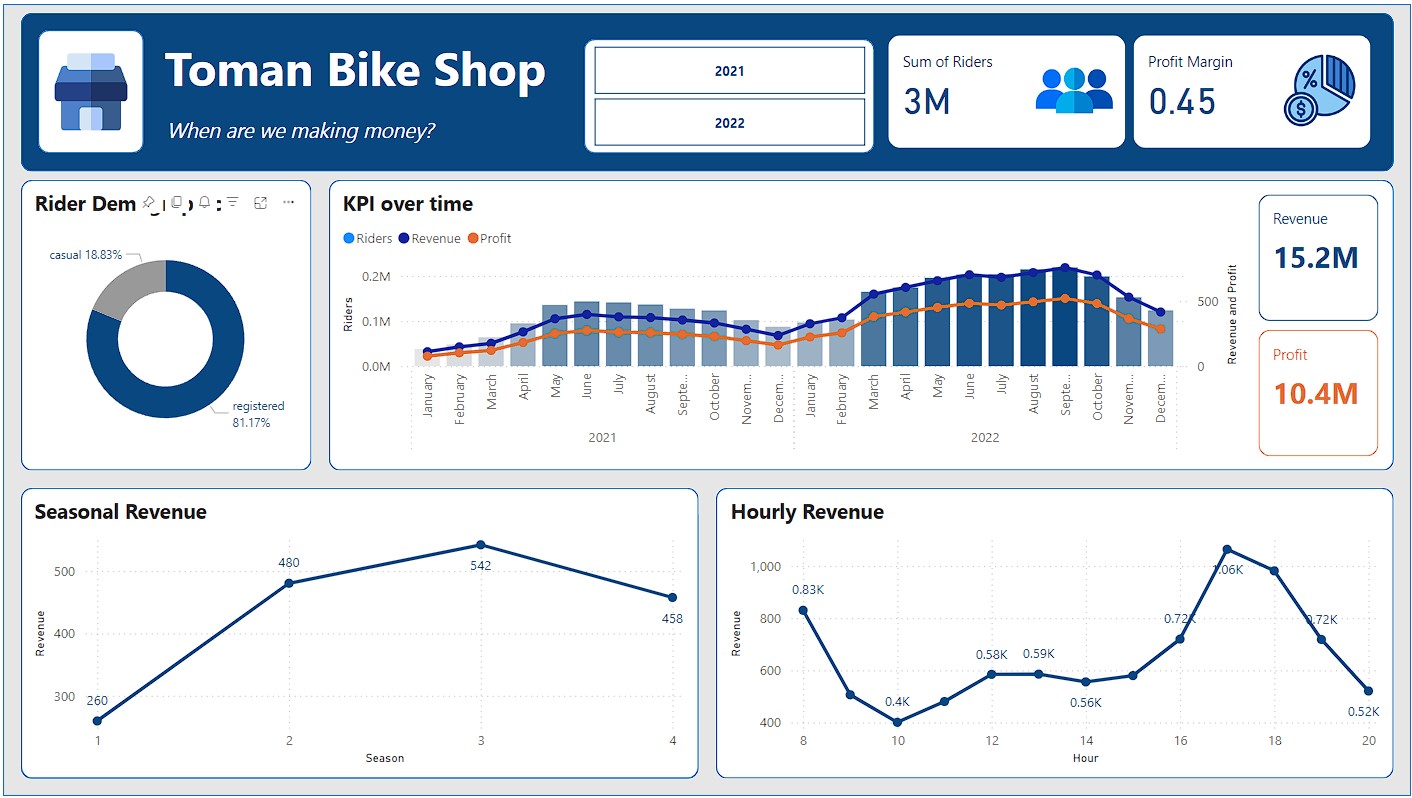 Toman Bike Shop
When are we making money?
2021
2022
Sum of Riders
3M
Profit Margin
0.45
%
$
Rider Dem
casual 18.83%
registered
81.17%
KPI over time
Riders Revenue Profit
0.2M
0.1M
0.0M
Riders
500
0
Revenue and Profit
January February March April May June July August Septe... October Novem... Decem... January February March April May June July August Septe... October Novem... Decem...
2021 2022
Revenue
15.2M
Profit
10.4M
Seasonal Revenue
Revenue
500
400
300
260
480
542
458
1 2 3 4
Season
Hourly Revenue
Revenue
1,000
800
600
400
0.83K
0.4K
0.58K
0.59K
0.56K
0.72K
1.06K
0.72K
0.52K
8 10 12 14 16 18 20
Hour